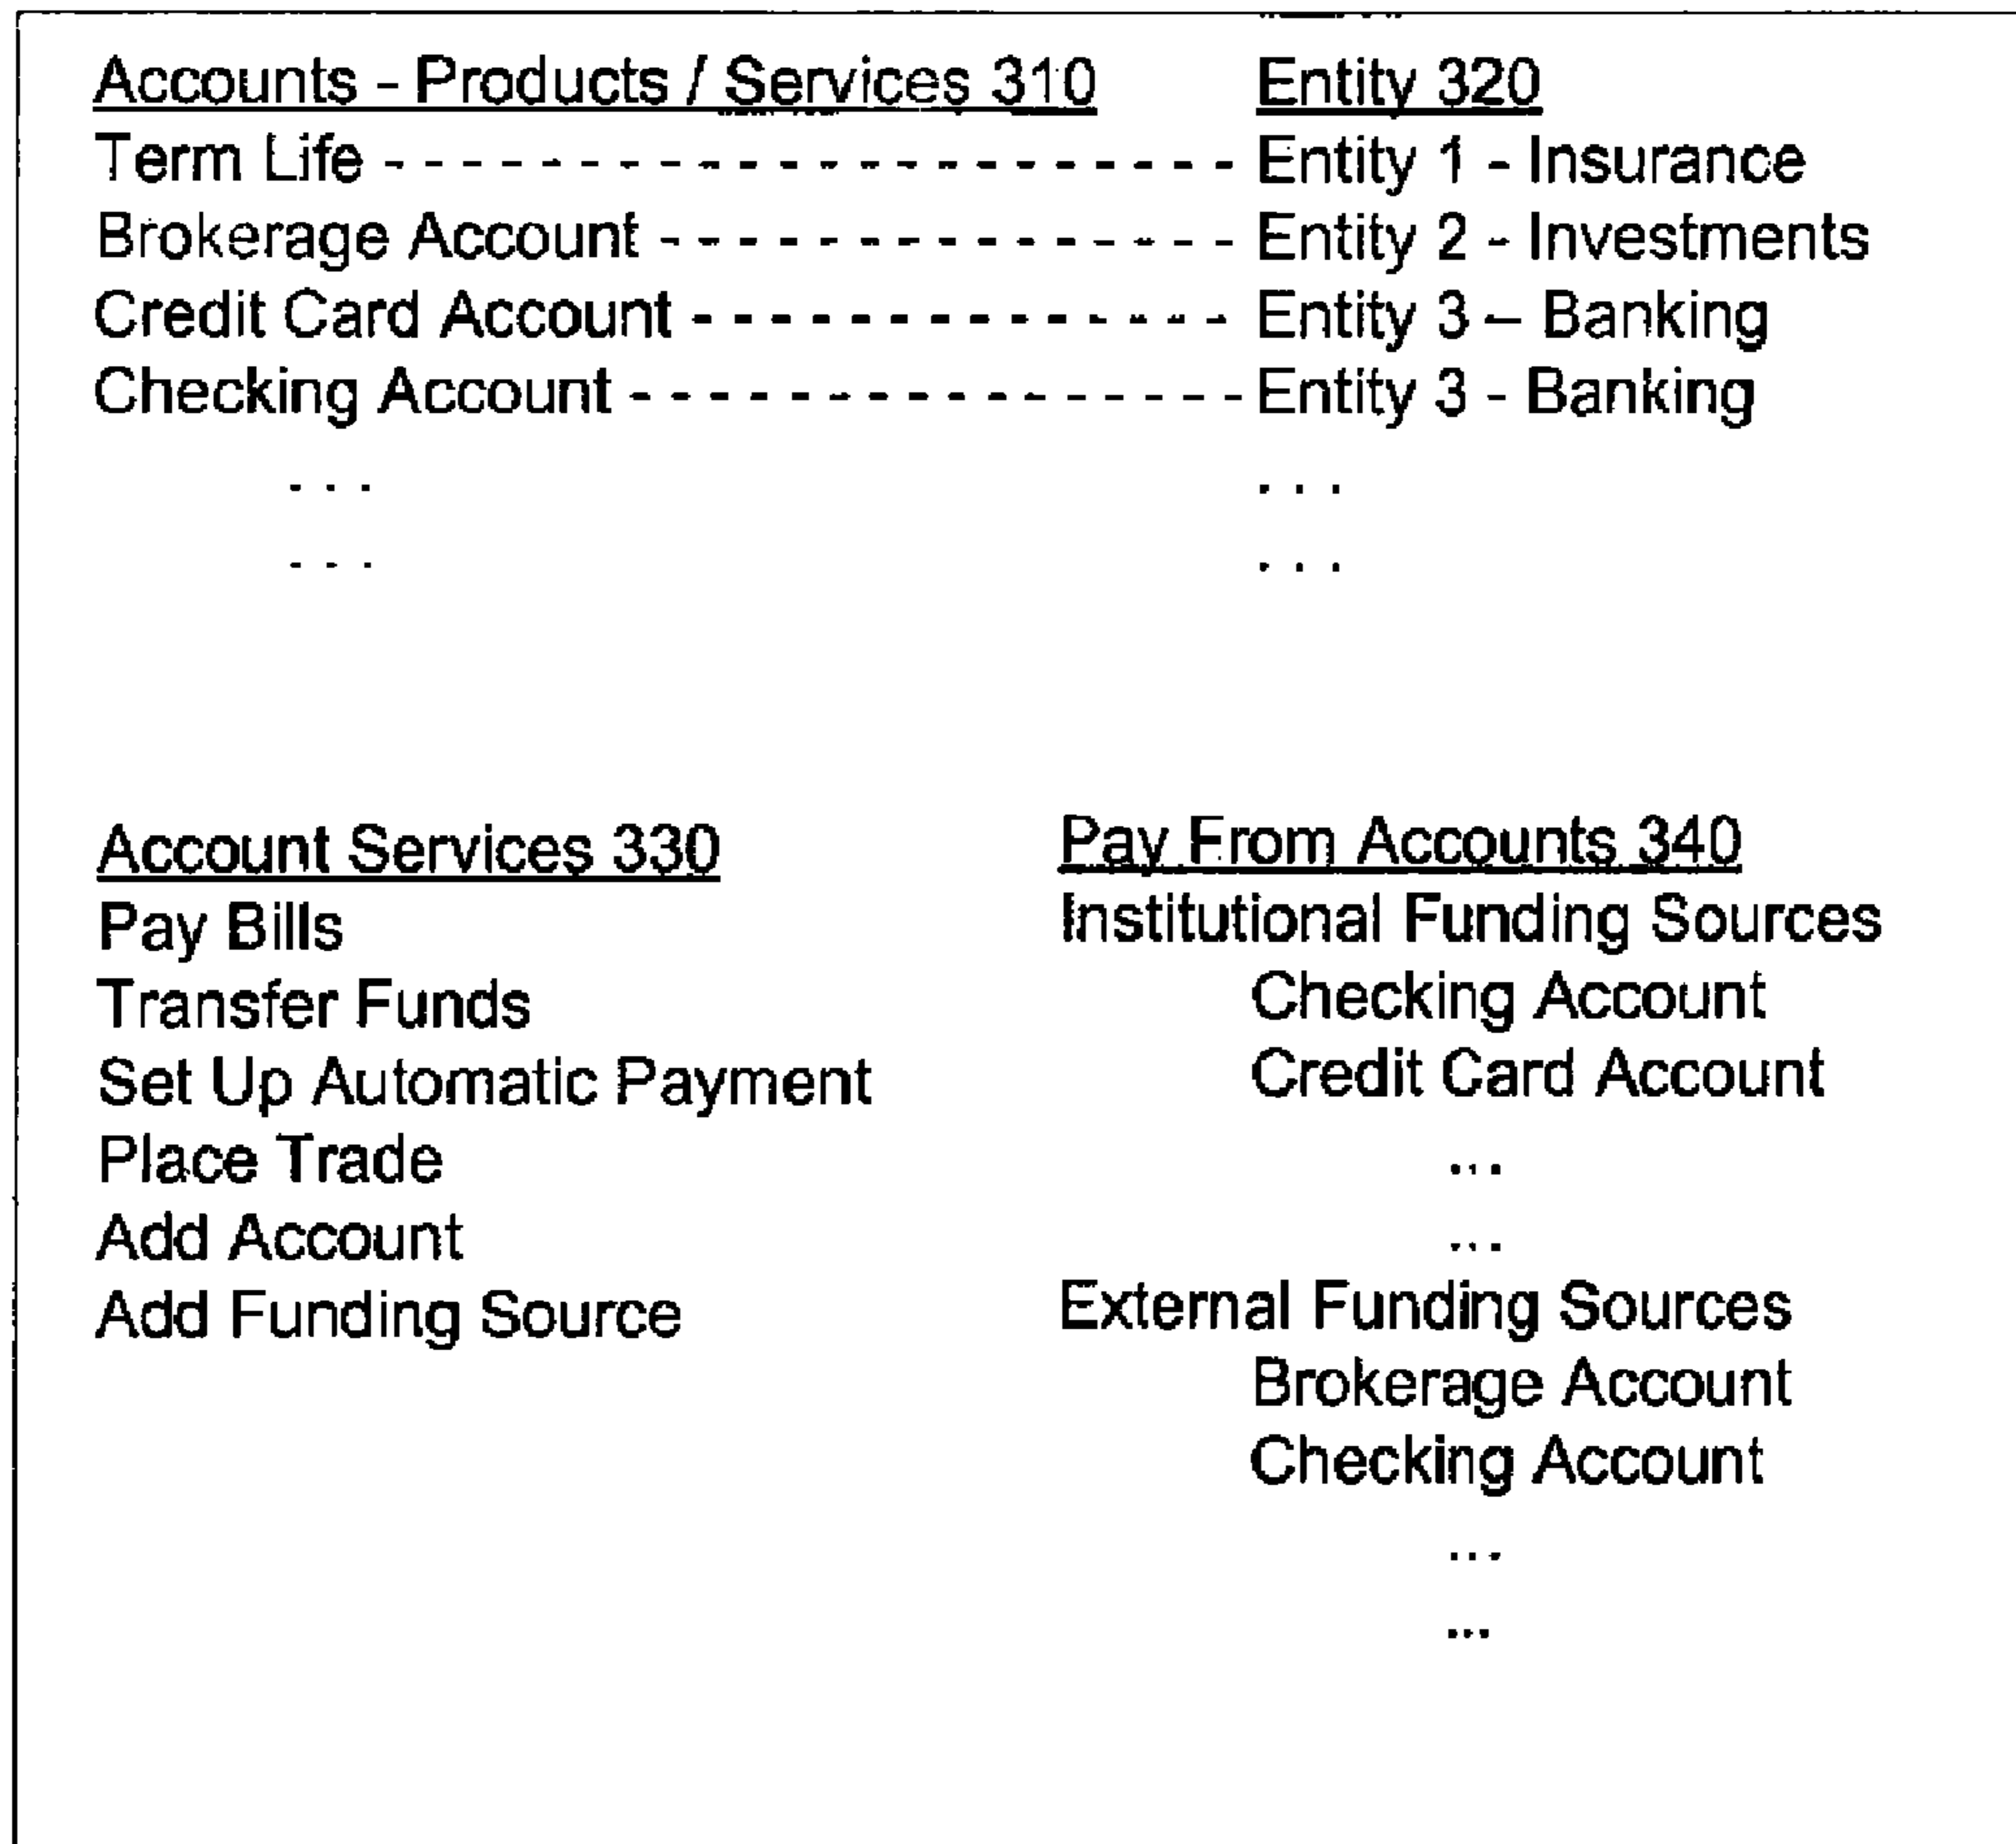 Accounts - Products / Services 310 Entity 320
Term Life - - - - - - - - - - - - - - - - - - - - - - Entity 1 - Insurance
Brokerage Account - - - - - - - - - - - - - - - Entity 2 - Investments
Credit Card Account - - - - - - - - - - - - - - Entity 3 – Banking
Checking Account - - - - - - - - - - - - - - - - Entity 3 - Banking
. . . . . .
. . . . . .
Account Services 330
Pay Bills
Transfer Funds
Set Up Automatic Payment
Place Trade
Add Account
Add Funding Source
Pay From Accounts 340
Institutional Funding Sources
Checking Account
Credit Card Account
...
...
External Funding Sources
Brokerage Account
Checking Account
...
...